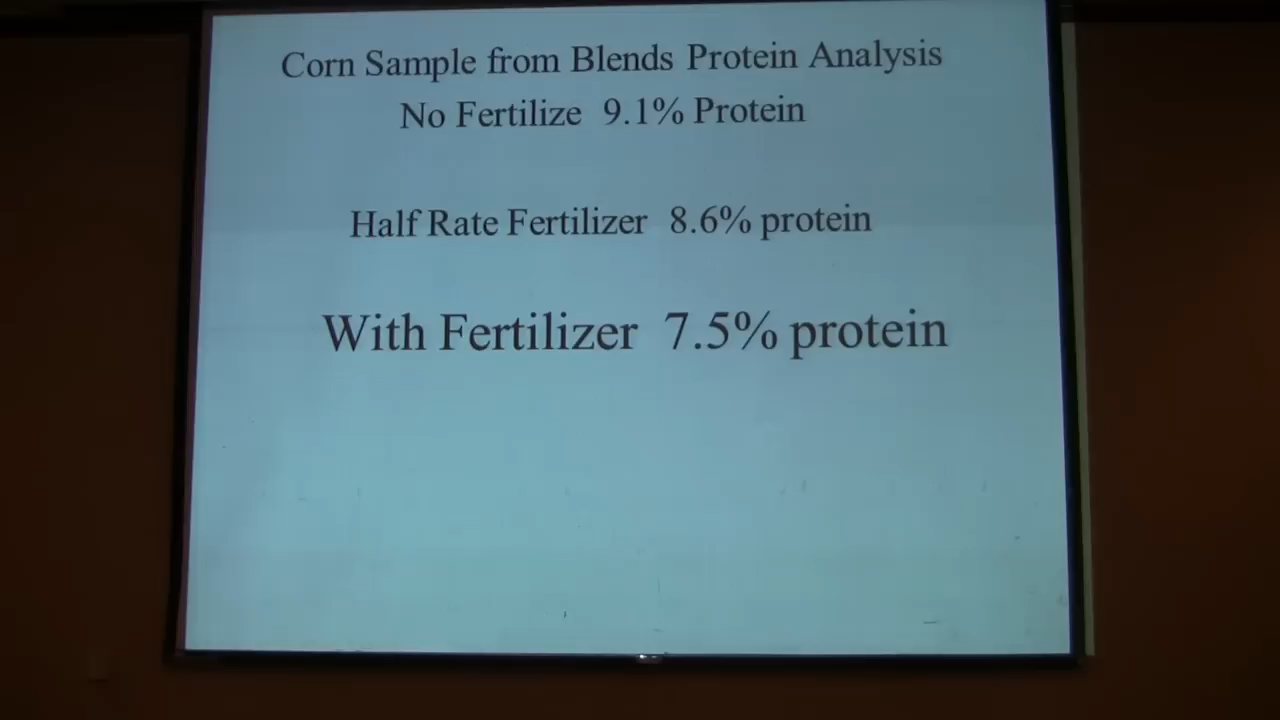 Corn Sample from Blends Protein Analysis
No Fertilize 9.1% Protein
Half Rate Fertilizer 8.6% protein
With Fertilizer 7.5% protein